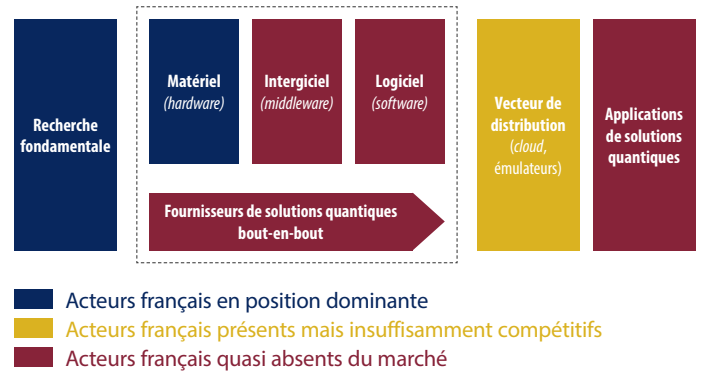 Recherche
fondamentale
Matériel
(hardware)
Intergiciel
(middleware)
Logiciel
(software)
Fournisseurs de solutions quantiques
bout-en-bout
Vecteur de
distribution
(cloud,
émulateurs)
Applications
de solutions
quantiques
Acteurs français en position dominante
Acteurs français présents mais insuffisamment compétitifs
Acteurs français quasi absents du marché